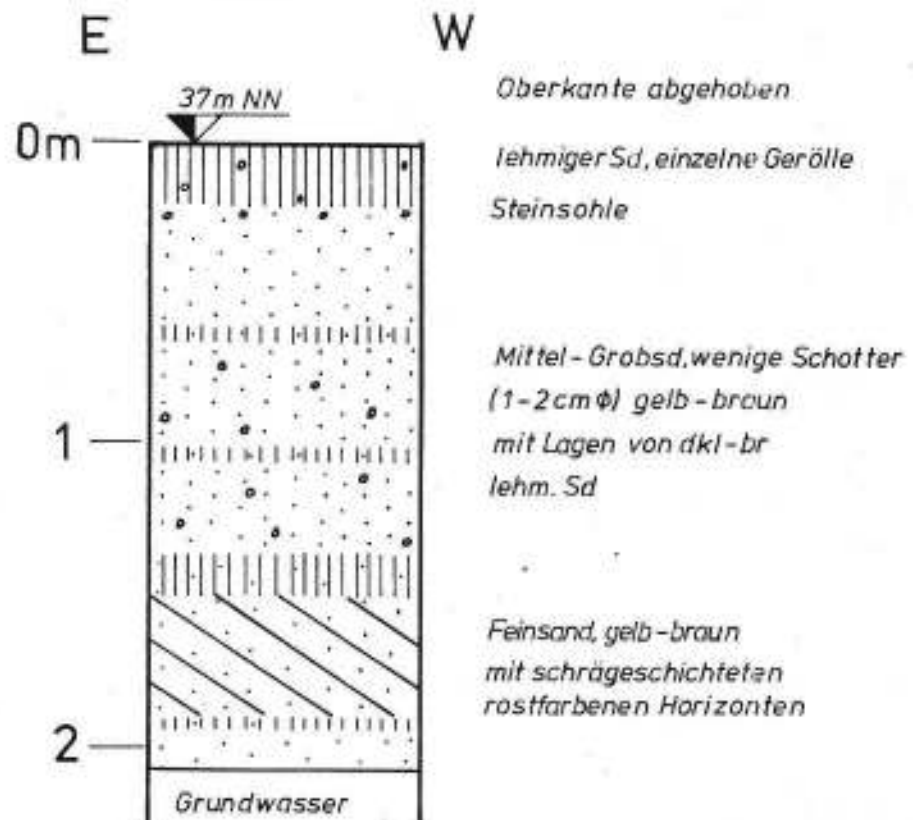 E W
37m NN
Oberkante abgehoben
0m
lehmiger Sd, einzelne Gerölle
Steinsohle
Mittel-Grobsd, wenige Schotter
(1-2cm Φ) gelb-braun
1
mit Lagen von dkl-br
lehm. Sd
Feinsand, gelb-braun
mit schrägeschichteten
rostfarbenen Horizonten
2
Grundwasser